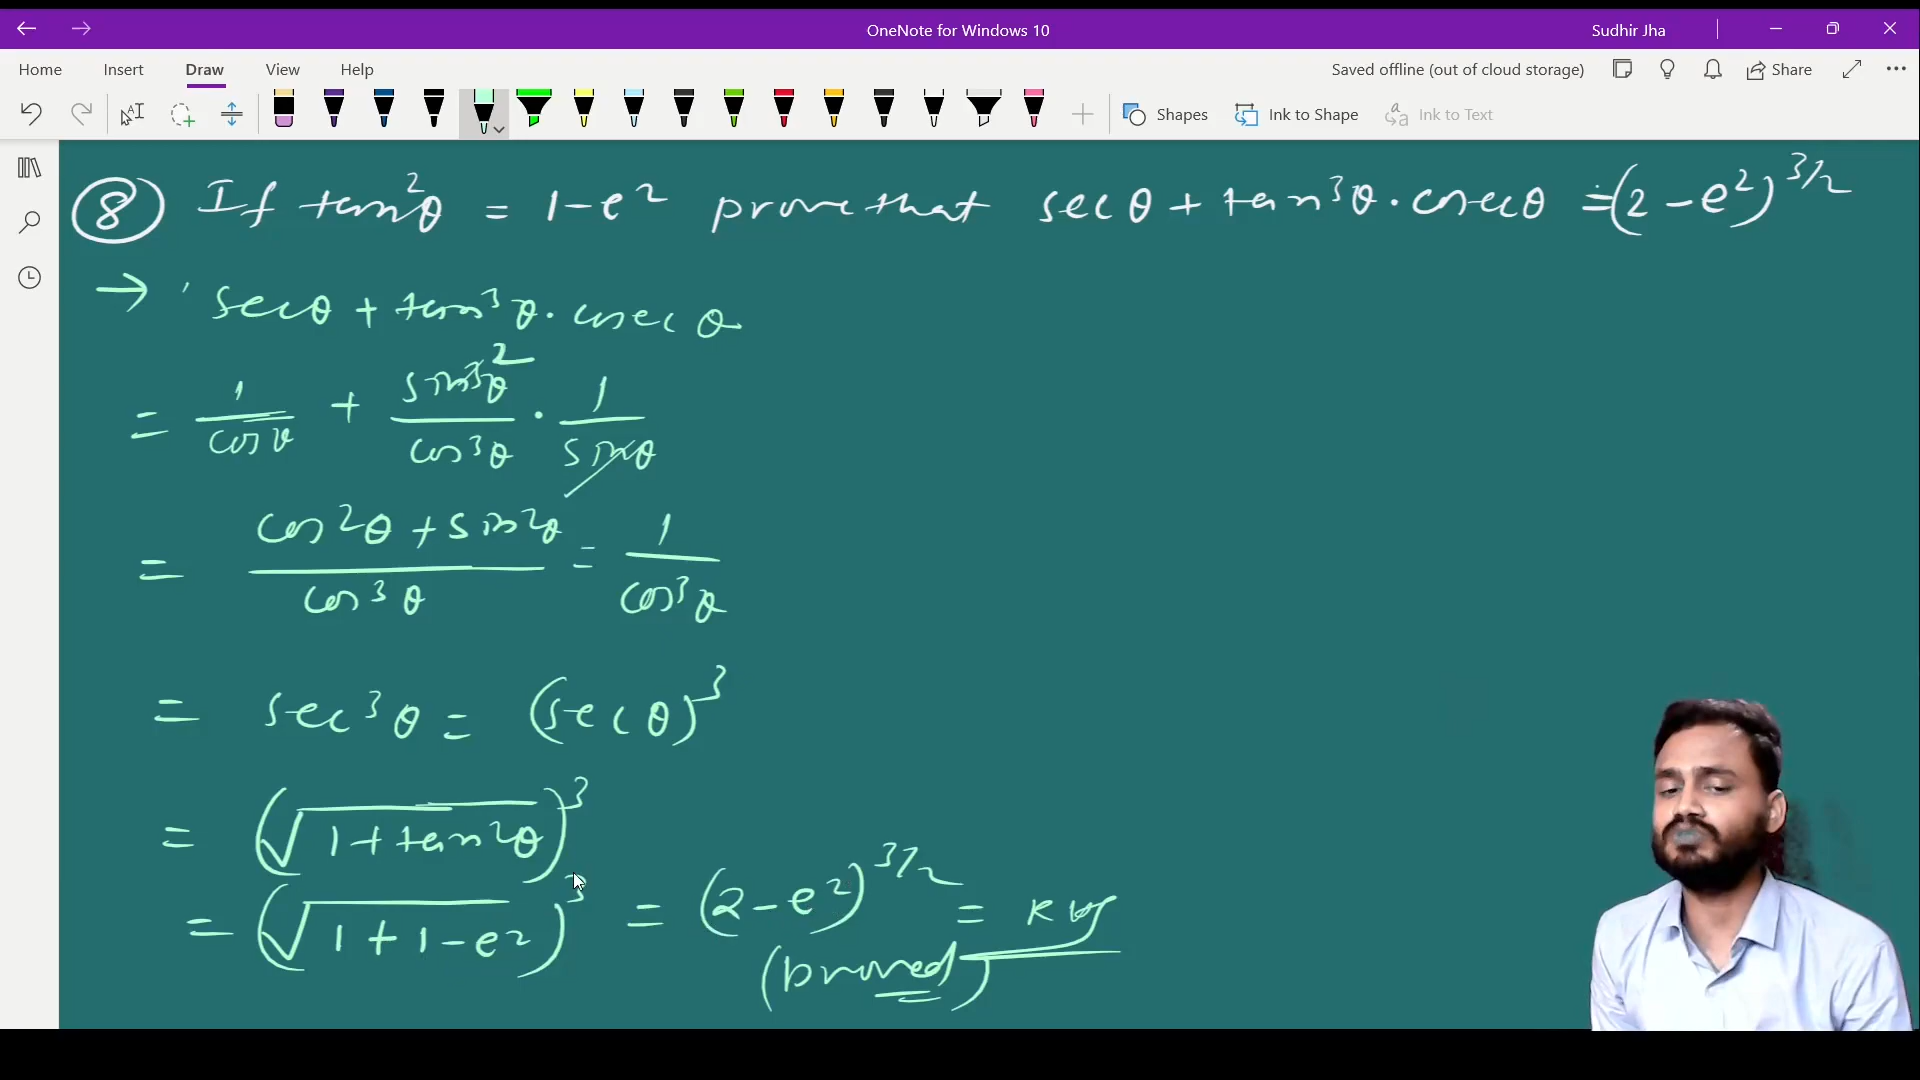 OneNote for Windows 10
Sudhir Jha
Home Insert Draw View Help
Saved offline (out of cloud storage) Share
Shapes Ink to Shape Ink to Text
8 If tan²θ = 1-e² prove that secθ + tan³θ · cosecθ = (2-e²)^3/2
→ secθ + tan³θ · cosec θ
= 1/cosθ + sin³θ/cos³θ · 1/sinθ 2
= (cos²θ + sin²θ)/cos³θ = 1/cos³θ
= sec³θ = (secθ)³
= (√(1+tan²θ))³
= (√(1+1-e²))³ = (2-e²)^3/2 = RHS
(proved)